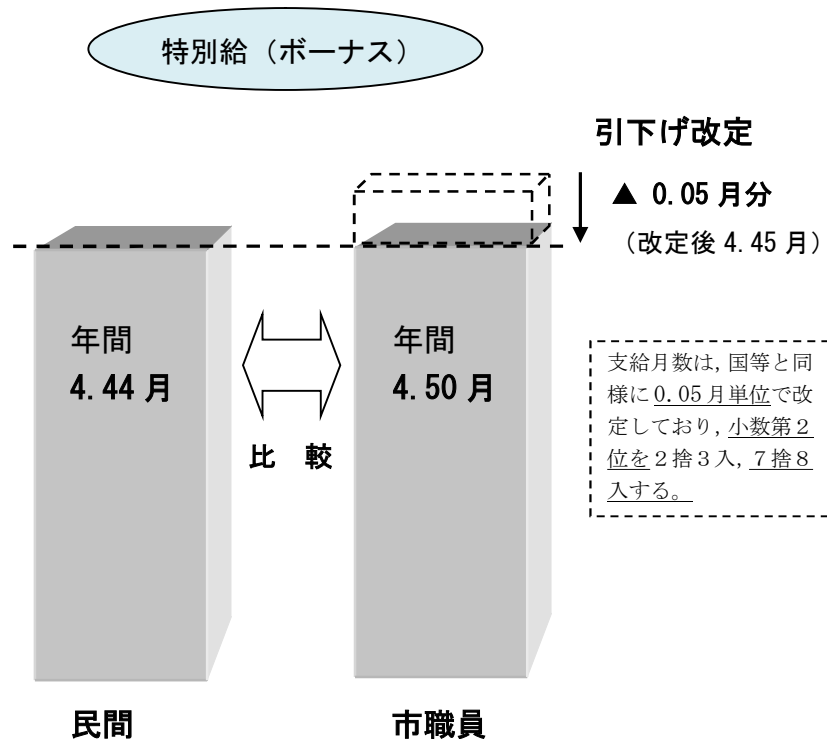 特別給（ボーナス）
引下げ改定
▲ 0.05 月分
（改定後 4.45 月）
年間
4.44 月
比 較
年間
4.50 月
支給月数は，国等と同
様に 0.05 月単位で改
定しており，小数第２
位を２捨３入，７捨８
入する。
民間
市職員